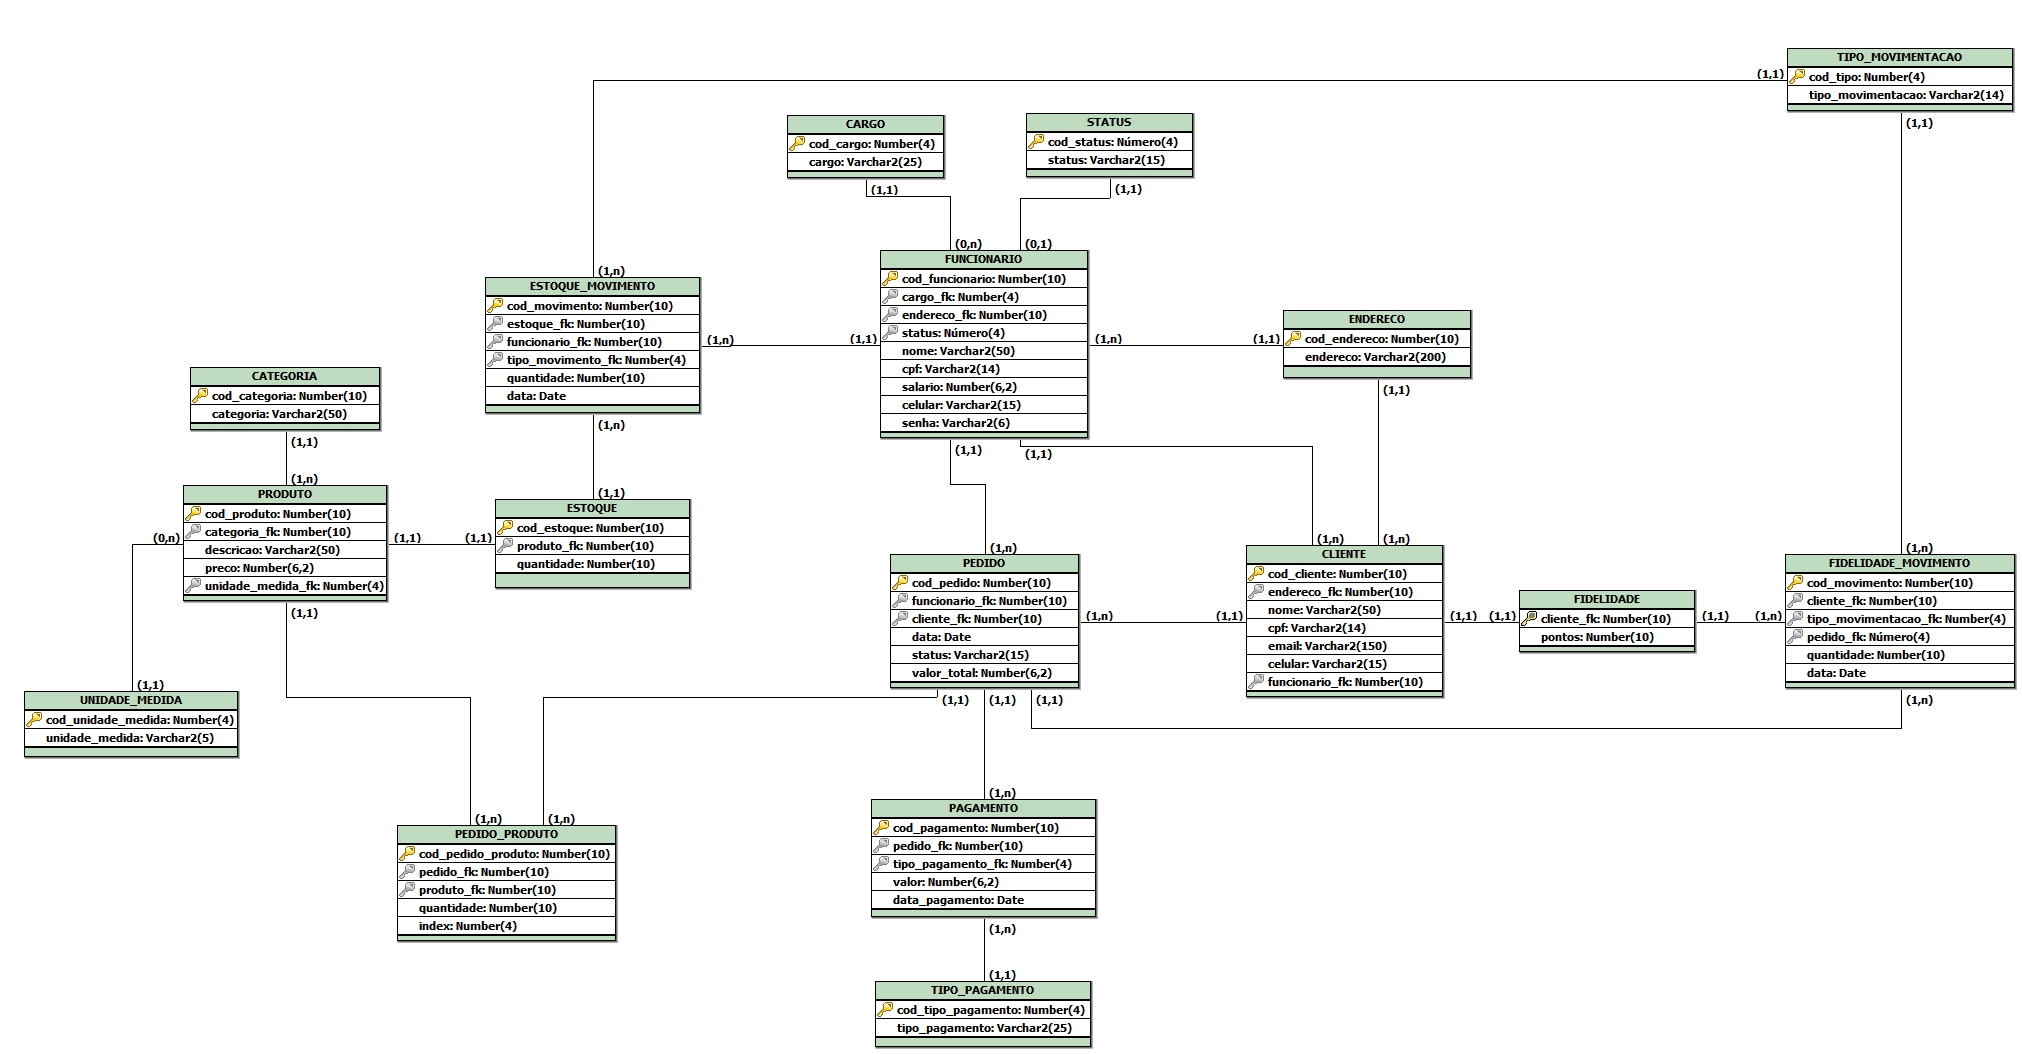 TIPO_MOVIMENTACAO
cod_tipo: Number(4)
tipo_movimentacao: Varchar2(14)
(1,1)
(1,1)
CARGO
cod_cargo: Number(4)
cargo: Varchar2(25)
(1,1)
STATUS
cod_status: Número(4)
status: Varchar2(15)
(1,1)
(0,n)
(0,1)
FUNCIONARIO
cod_funcionario: Number(10)
cargo_fk: Number(4)
endereco_fk: Number(10)
status: Número(4)
nome: Varchar2(50)
cpf: Varchar2(14)
salario: Number(6,2)
celular: Varchar2(15)
senha: Varchar2(6)
(1,1)
(1,n)
(1,1)
(1,1)
(1,n)
ESTOQUE_MOVIMENTO
cod_movimento: Number(10)
estoque_fk: Number(10)
funcionario_fk: Number(10)
tipo_movimento_fk: Number(4)
quantidade: Number(10)
data: Date
(1,n)
(1,n)
ENDERECO
cod_endereco: Number(10)
endereco: Varchar2(200)
(1,1)
(1,1)
CATEGORIA
cod_categoria: Number(10)
categoria: Varchar2(50)
(1,1)
(1,n)
PRODUTO
cod_produto: Number(10)
categoria_fk: Number(10)
descricao: Varchar2(50)
preco: Number(6,2)
unidade_medida_fk: Number(4)
(0,n)
(1,1)
(1,1)
(1,1)
(1,1)
ESTOQUE
cod_estoque: Number(10)
produto_fk: Number(10)
quantidade: Number(10)
(1,n)
PEDIDO
cod_pedido: Number(10)
funcionario_fk: Number(10)
cliente_fk: Number(10)
data: Date
status: Varchar2(15)
valor_total: Number(6,2)
(1,n)
(1,1)
(1,1)
(1,1)
(1,n)
(1,n)
CLIENTE
cod_cliente: Number(10)
endereco_fk: Number(10)
nome: Varchar2(50)
cpf: Varchar2(14)
email: Varchar2(150)
celular: Varchar2(15)
funcionario_fk: Number(10)
(1,1)
(1,1)
(1,1)
FIDELIDADE
cliente_fk: Number(10)
pontos: Number(10)
(1,1)
(1,n)
(1,n)
FIDELIDADE_MOVIMENTO
cod_movimento: Number(10)
cliente_fk: Number(10)
tipo_movimentacao_fk: Number(4)
pedido_fk: Número(4)
quantidade: Number(10)
data: Date
(1,n)
(1,1)
UNIDADE_MEDIDA
cod_unidade_medida: Number(4)
unidade_medida: Varchar2(5)
(1,n)
(1,n)
PEDIDO_PRODUTO
cod_pedido_produto: Number(10)
pedido_fk: Number(10)
produto_fk: Number(10)
quantidade: Number(10)
index: Number(4)
(1,n)
PAGAMENTO
cod_pagamento: Number(10)
pedido_fk: Number(10)
tipo_pagamento_fk: Number(4)
valor: Number(6,2)
data_pagamento: Date
(1,n)
(1,1)
TIPO_PAGAMENTO
cod_tipo_pagamento: Number(4)
tipo_pagamento: Varchar2(25)